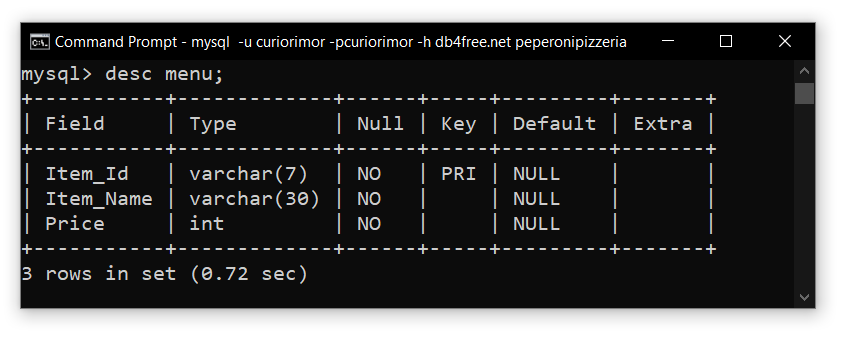 Command Prompt - mysql  -u curiorimor -pcuriorimor -h db4free.net peperonipizzeria
mysql> desc menu;
+-----------+-------------+------+-----+---------+-------+
| Field     | Type        | Null | Key | Default | Extra |
+-----------+-------------+------+-----+---------+-------+
| Item_Id   | varchar(7)  | NO   | PRI | NULL    |       |
| Item_Name | varchar(30) | NO   |     | NULL    |       |
| Price     | int         | NO   |     | NULL    |       |
+-----------+-------------+------+-----+---------+-------+
3 rows in set (0.72 sec)